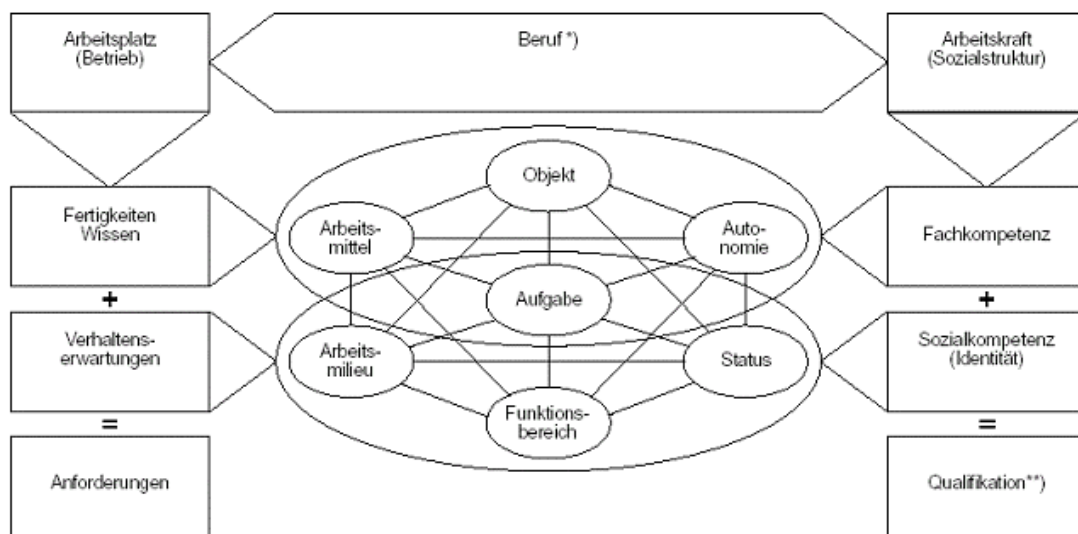 Arbeitsplatz
(Betrieb)
Beruf *)
Arbeitskraft
(Sozialstruktur)
Objekt
Fertigkeiten
Wissen
Arbeits-
mittel
Auto-
nomie
Fachkompetenz
+
Aufgabe
+
Verhaltens-
erwartungen
Arbeits-
milieu
Status
Sozialkompetenz
(Identität)
=
Funktions-
bereich
=
Anforderungen
Qualifikation**)